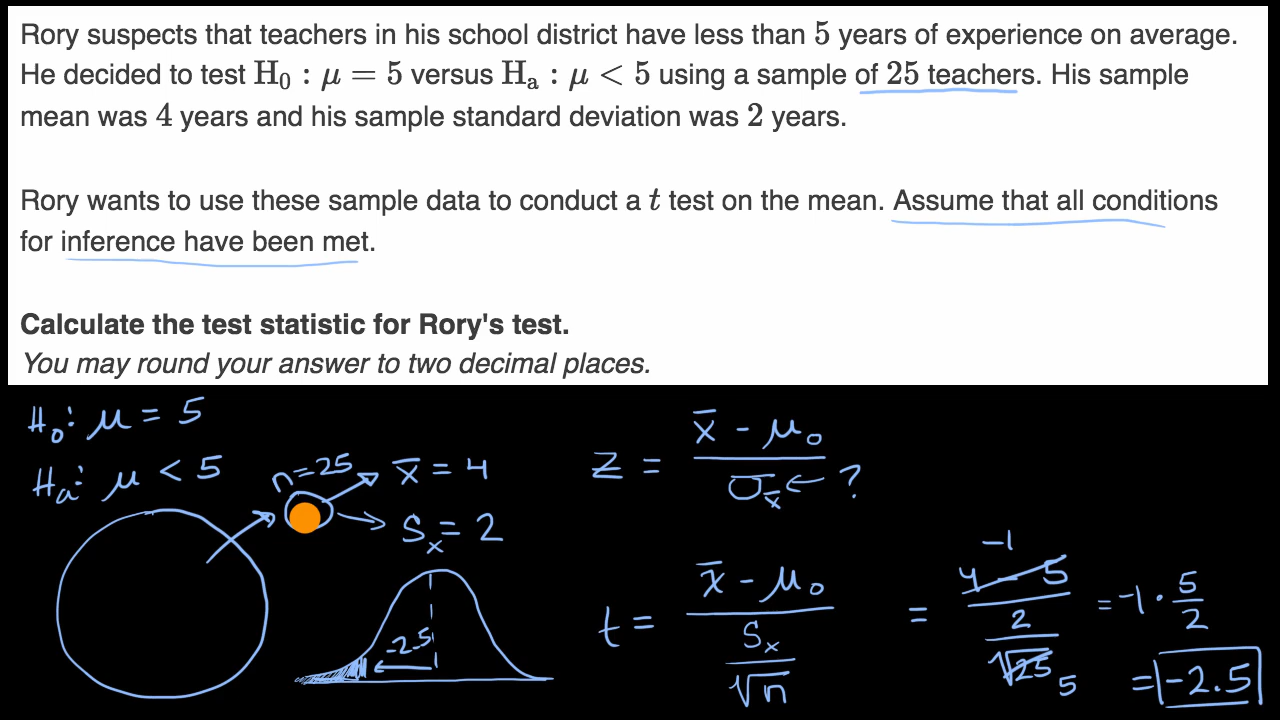 Rory suspects that teachers in his school district have less than 5 years of experience on average.
He decided to test H₀ : μ = 5 versus Hₐ : μ < 5 using a sample of 25 teachers. His sample
mean was 4 years and his sample standard deviation was 2 years.
Rory wants to use these sample data to conduct a t test on the mean. Assume that all conditions
for inference have been met.
Calculate the test statistic for Rory's test.
You may round your answer to two decimal places.
H₀: μ = 5
Hₐ: μ < 5
n=25
x̄ = 4
Sₓ = 2
-2.5
z = (x̄ - μ₀) / σ_x̄ ← ?
t = (x̄ - μ₀) / (Sₓ / √n) = (4 - 5) / (2 / √25) = -1 · 5/2
-1
5
= -2.5